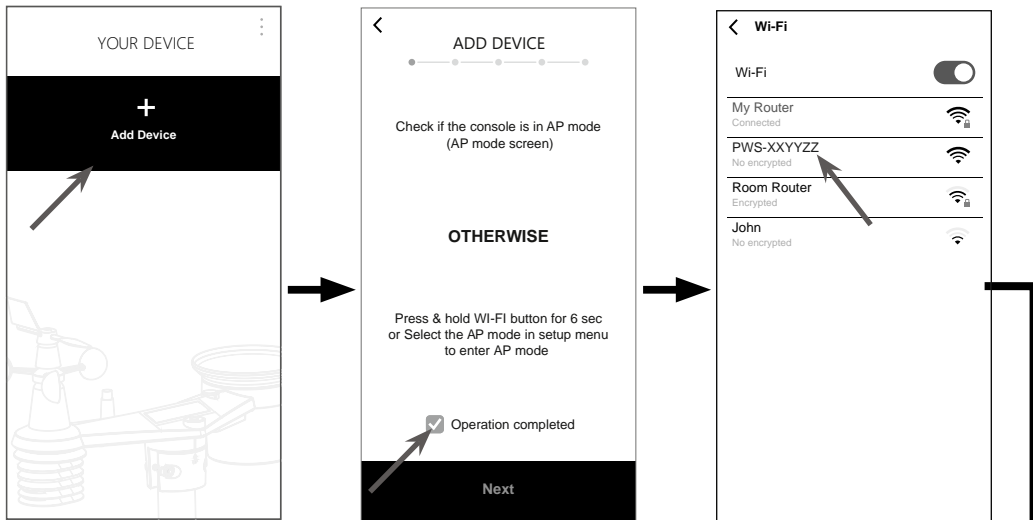 YOUR DEVICE
+
Add Device
ADD DEVICE
Check if the console is in AP mode
(AP mode screen)
OTHERWISE
Press & hold WI-FI button for 6 sec
or Select the AP mode in setup menu
to enter AP mode
Operation completed
Next
Wi-Fi
Wi-Fi
My Router
Connected
PWS-XXYYZZ
No encrypted
Room Router
Encrypted
John
No encrypted